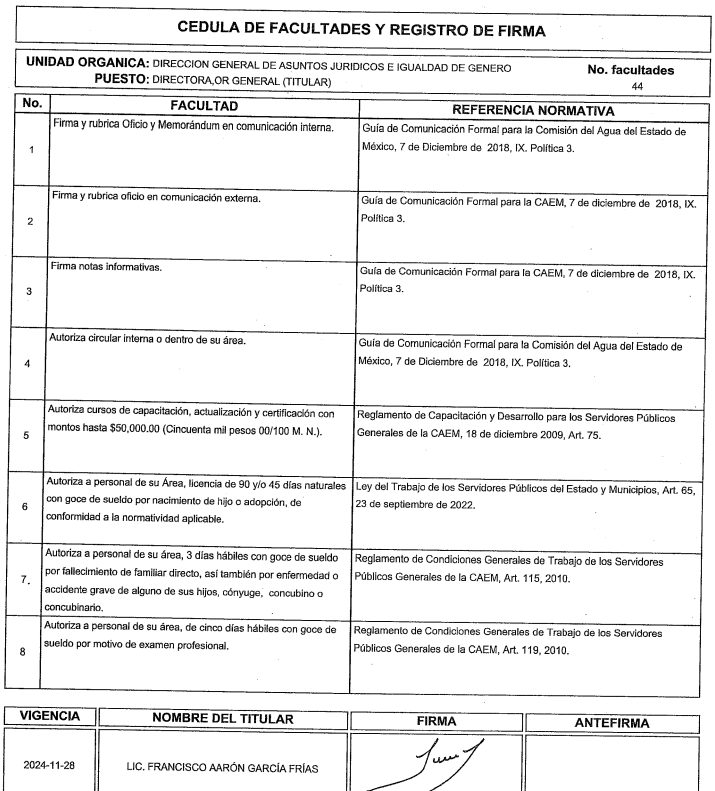 CEDULA DE FACULTADES Y REGISTRO DE FIRMA
UNIDAD ORGANICA: DIRECCION GENERAL DE ASUNTOS JURIDICOS E IGUALDAD DE GENERO
PUESTO: DIRECTORA,OR GENERAL (TITULAR)
No. facultades
44
No. FACULTAD REFERENCIA NORMATIVA
1
Firma y rubrica Oficio y Memorándum en comunicación interna.
Guía de Comunicación Formal para la Comisión del Agua del Estado de
México, 7 de Diciembre de 2018, IX. Política 3.
2
Firma y rubrica oficio en comunicación externa.
Guía de Comunicación Formal para la CAEM, 7 de diciembre de 2018, IX.
Política 3.
3
Firma notas informativas.
Guía de Comunicación Formal para la CAEM, 7 de diciembre de 2018, IX.
Política 3.
4
Autoriza circular interna o dentro de su área.
Guía de Comunicación Formal para la Comisión del Agua del Estado de
México, 7 de Diciembre de 2018, IX. Política 3.
5
Autoriza cursos de capacitación, actualización y certificación con
montos hasta $50,000.00 (Cincuenta mil pesos 00/100 M. N.).
Reglamento de Capacitación y Desarrollo para los Servidores Públicos
Generales de la CAEM, 18 de diciembre 2009, Art. 75.
6
Autoriza a personal de su Área, licencia de 90 y/o 45 días naturales
con goce de sueldo por nacimiento de hijo o adopción, de
conformidad a la normatividad aplicable.
Ley del Trabajo de los Servidores Públicos del Estado y Municipios, Art. 65,
23 de septiembre de 2022.
7.
Autoriza a personal de su área, 3 días hábiles con goce de sueldo
por fallecimiento de familiar directo, así también por enfermedad o
accidente grave de alguno de sus hijos, cónyuge, concubino o
concubinario.
Reglamento de Condiciones Generales de Trabajo de los Servidores
Públicos Generales de la CAEM, Art. 115, 2010.
8
Autoriza a personal de su área, de cinco días hábiles con goce de
sueldo por motivo de examen profesional.
Reglamento de Condiciones Generales de Trabajo de los Servidores
Públicos Generales de la CAEM, Art. 119, 2010.
VIGENCIA NOMBRE DEL TITULAR FIRMA ANTEFIRMA
2024-11-28 LIC. FRANCISCO AARÓN GARCÍA FRÍAS